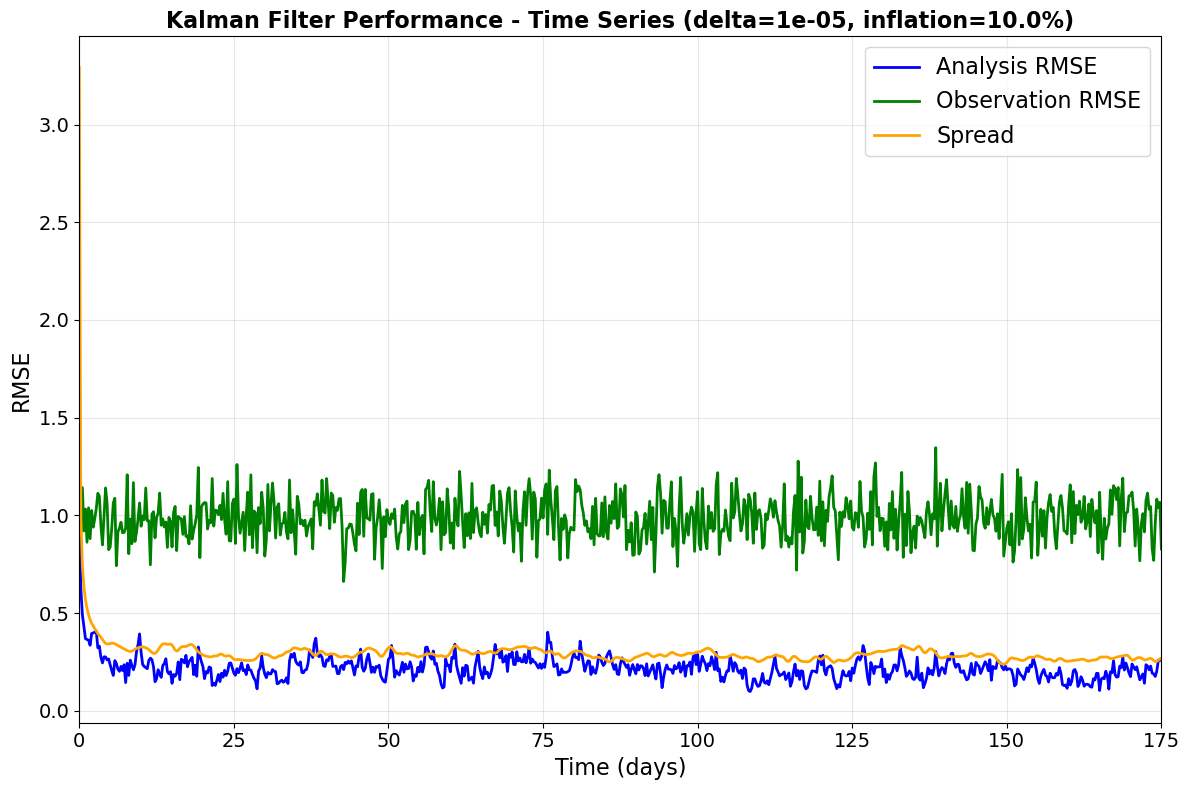 Kalman Filter Performance - Time Series (delta=1e-05, inflation=10.0%)
Analysis RMSE
Observation RMSE
Spread
RMSE
3.0
2.5
2.0
1.5
1.0
0.5
0.0
0 25 50 75 100 125 150 175
Time (days)